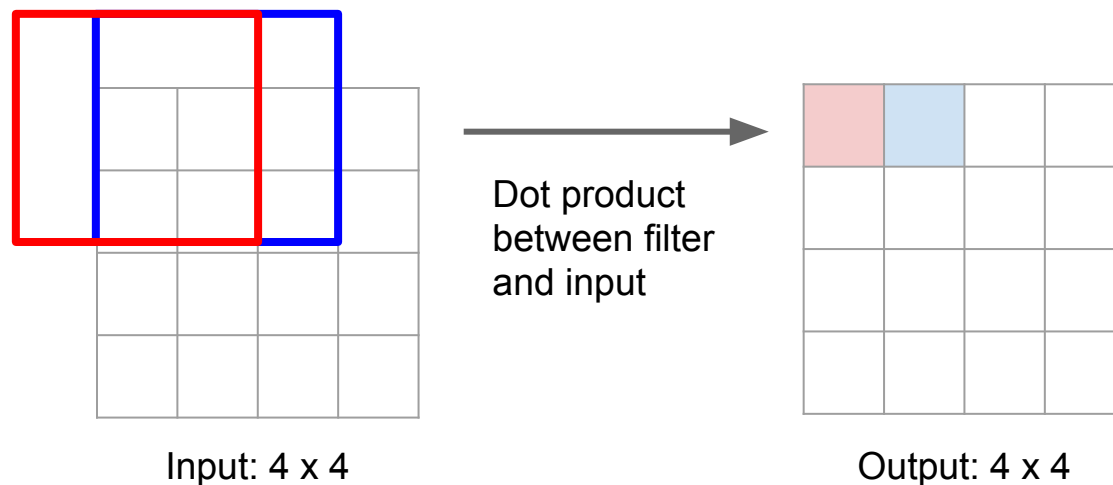 Dot product
between filter
and input
Input: 4 x 4
Output: 4 x 4